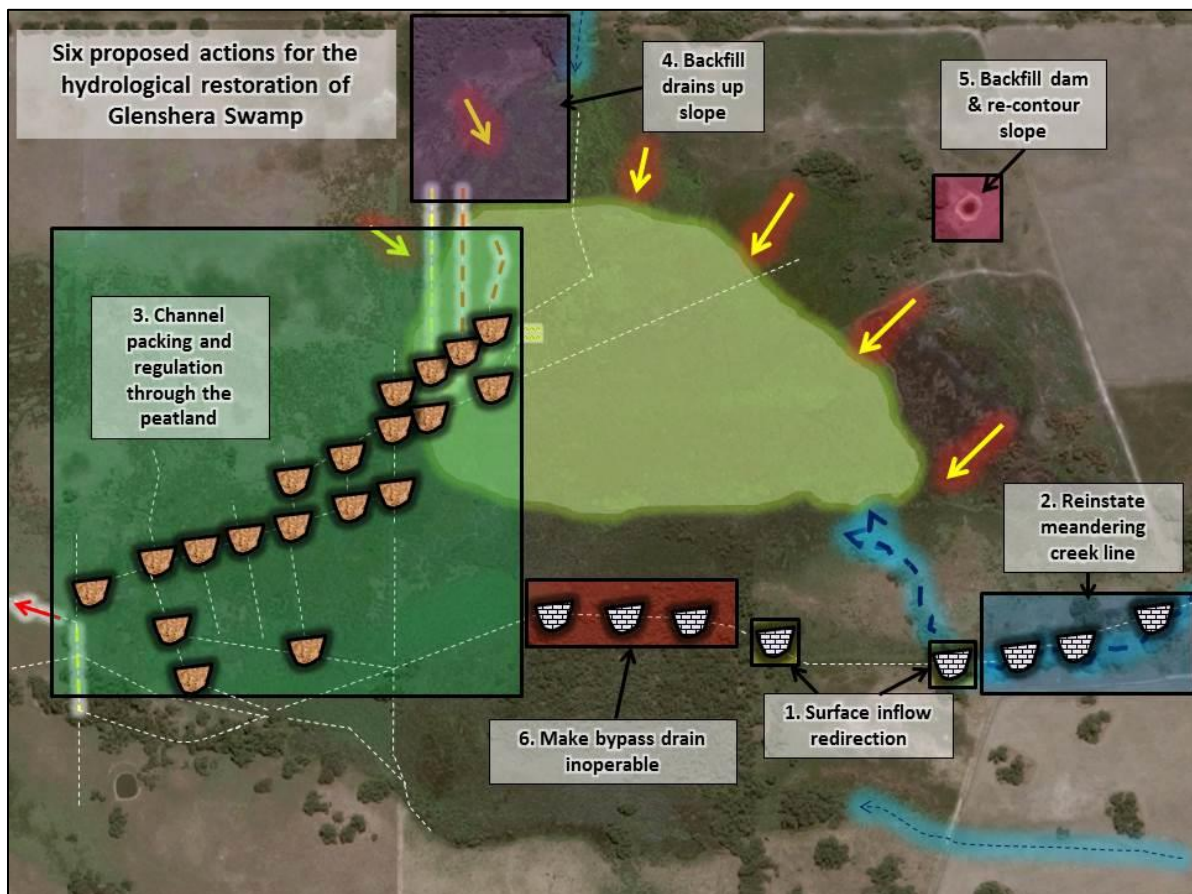 Six proposed actions for the
hydrological restoration of
Glenshera Swamp
4. Backfill
drains up
slope
5. Backfill dam
& re-contour
slope
3. Channel
packing and
regulation
through the
peatland
2. Reinstate
meandering
creek line
1. Surface inflow
redirection
6. Make bypass drain
inoperable